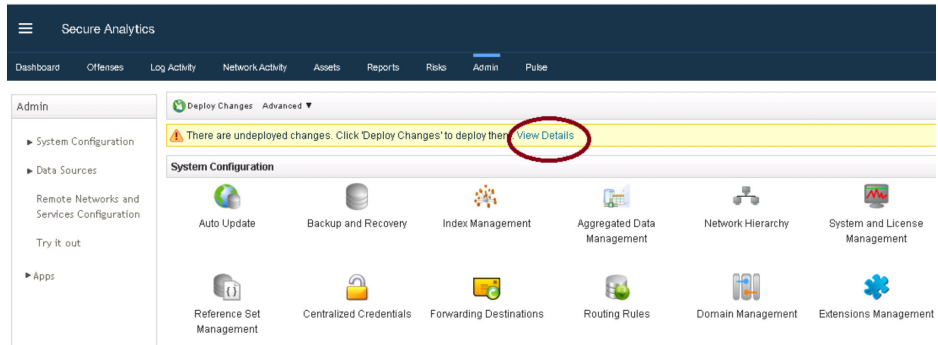 Secure Analytics
Dashboard Offenses Log Activity Network Activity Assets Reports Risks Admin Pulse
Admin
System Configuration
Data Sources
Remote Networks and
Services Configuration
Try it out
Apps
Deploy Changes Advanced ▼
There are undeployed changes. Click 'Deploy Changes' to deploy them. View Details
System Configuration
Auto Update
Backup and Recovery
Index Management
Aggregated Data
Management
Network Hierarchy
System and License
Management
Reference Set
Management
Centralized Credentials
Forwarding Destinations
Routing Rules
Domain Management
Extensions Management